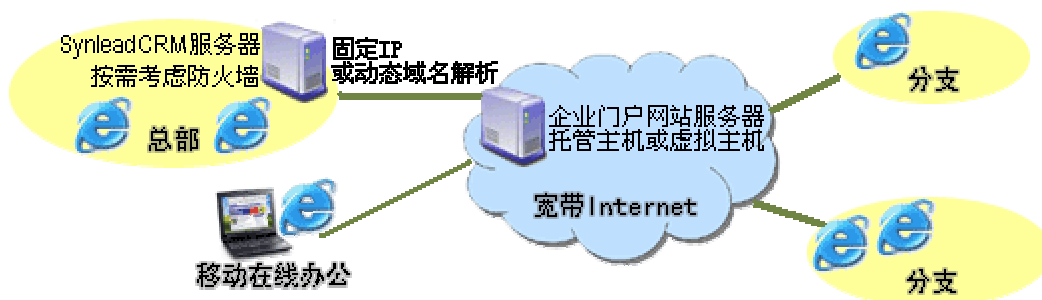 SynleadCRM服务器
按需考虑防火墙
总部
固定IP
或动态域名解析
企业门户网站服务器
托管主机或虚拟主机
宽带Internet
分支
移动在线办公
分支